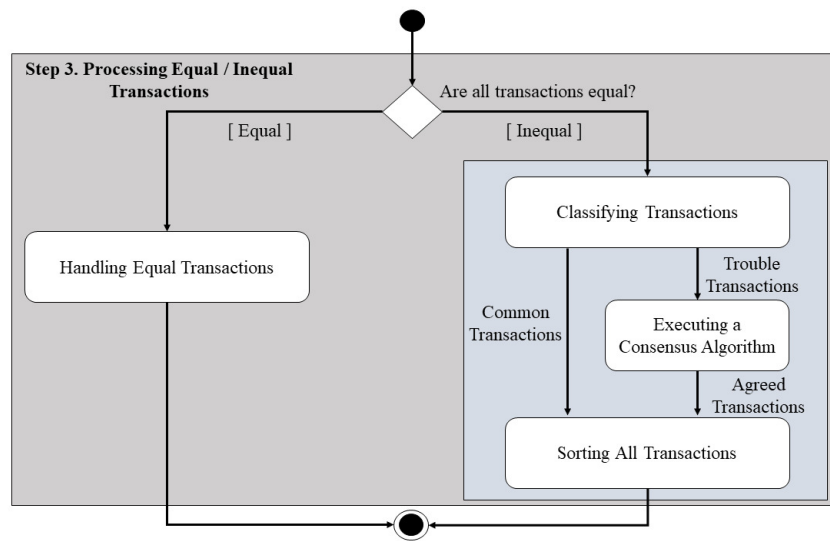 Step 3. Processing Equal / Inequal
Transactions
Are all transactions equal?
[ Equal ]
[ Inequal ]
Classifying Transactions
Handling Equal Transactions
Trouble
Transactions
Common
Transactions
Executing a
Consensus Algorithm
Agreed
Transactions
Sorting All Transactions